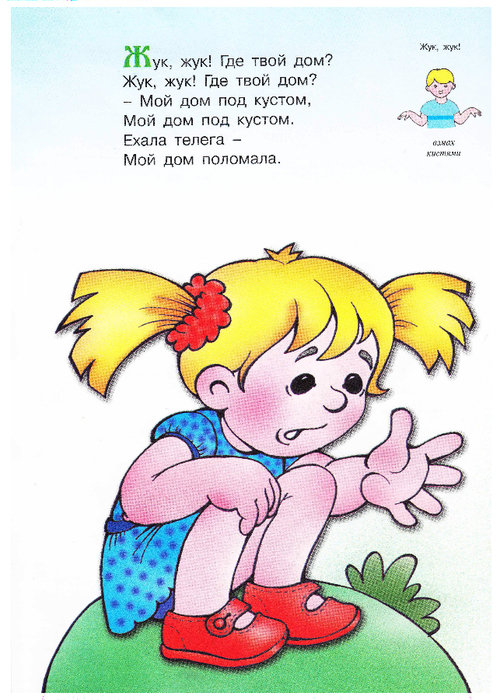 Жук, жук! Где твой дом?
Жук, жук! Где твой дом?
– Мой дом под кустом,
Мой дом под кустом.
Ехала телега –
Мой дом поломала.
Жук, жук!
взмах
кистями